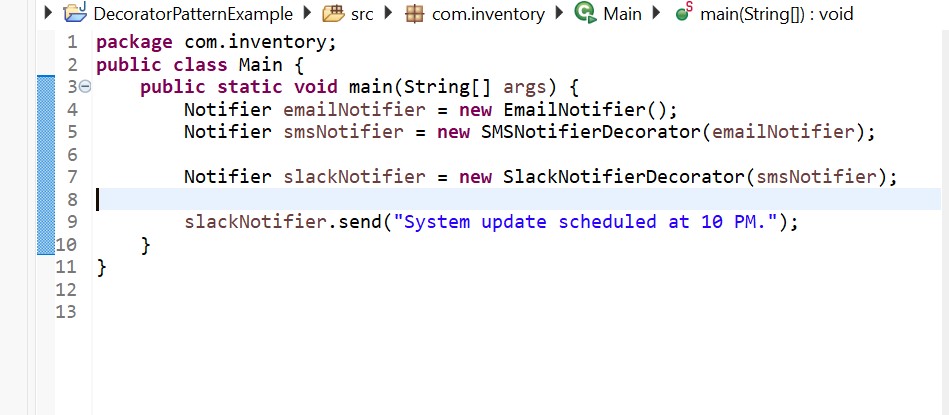 DecoratorPatternExample src com.inventory Main main(String[]) : void
1 package com.inventory;
2 public class Main {
3 public static void main(String[] args) {
4 Notifier emailNotifier = new EmailNotifier();
5 Notifier smsNotifier = new SMSNotifierDecorator(emailNotifier);
6
7 Notifier slackNotifier = new SlackNotifierDecorator(smsNotifier);
8
9 slackNotifier.send("System update scheduled at 10 PM.");
10 }
11 }
12
13